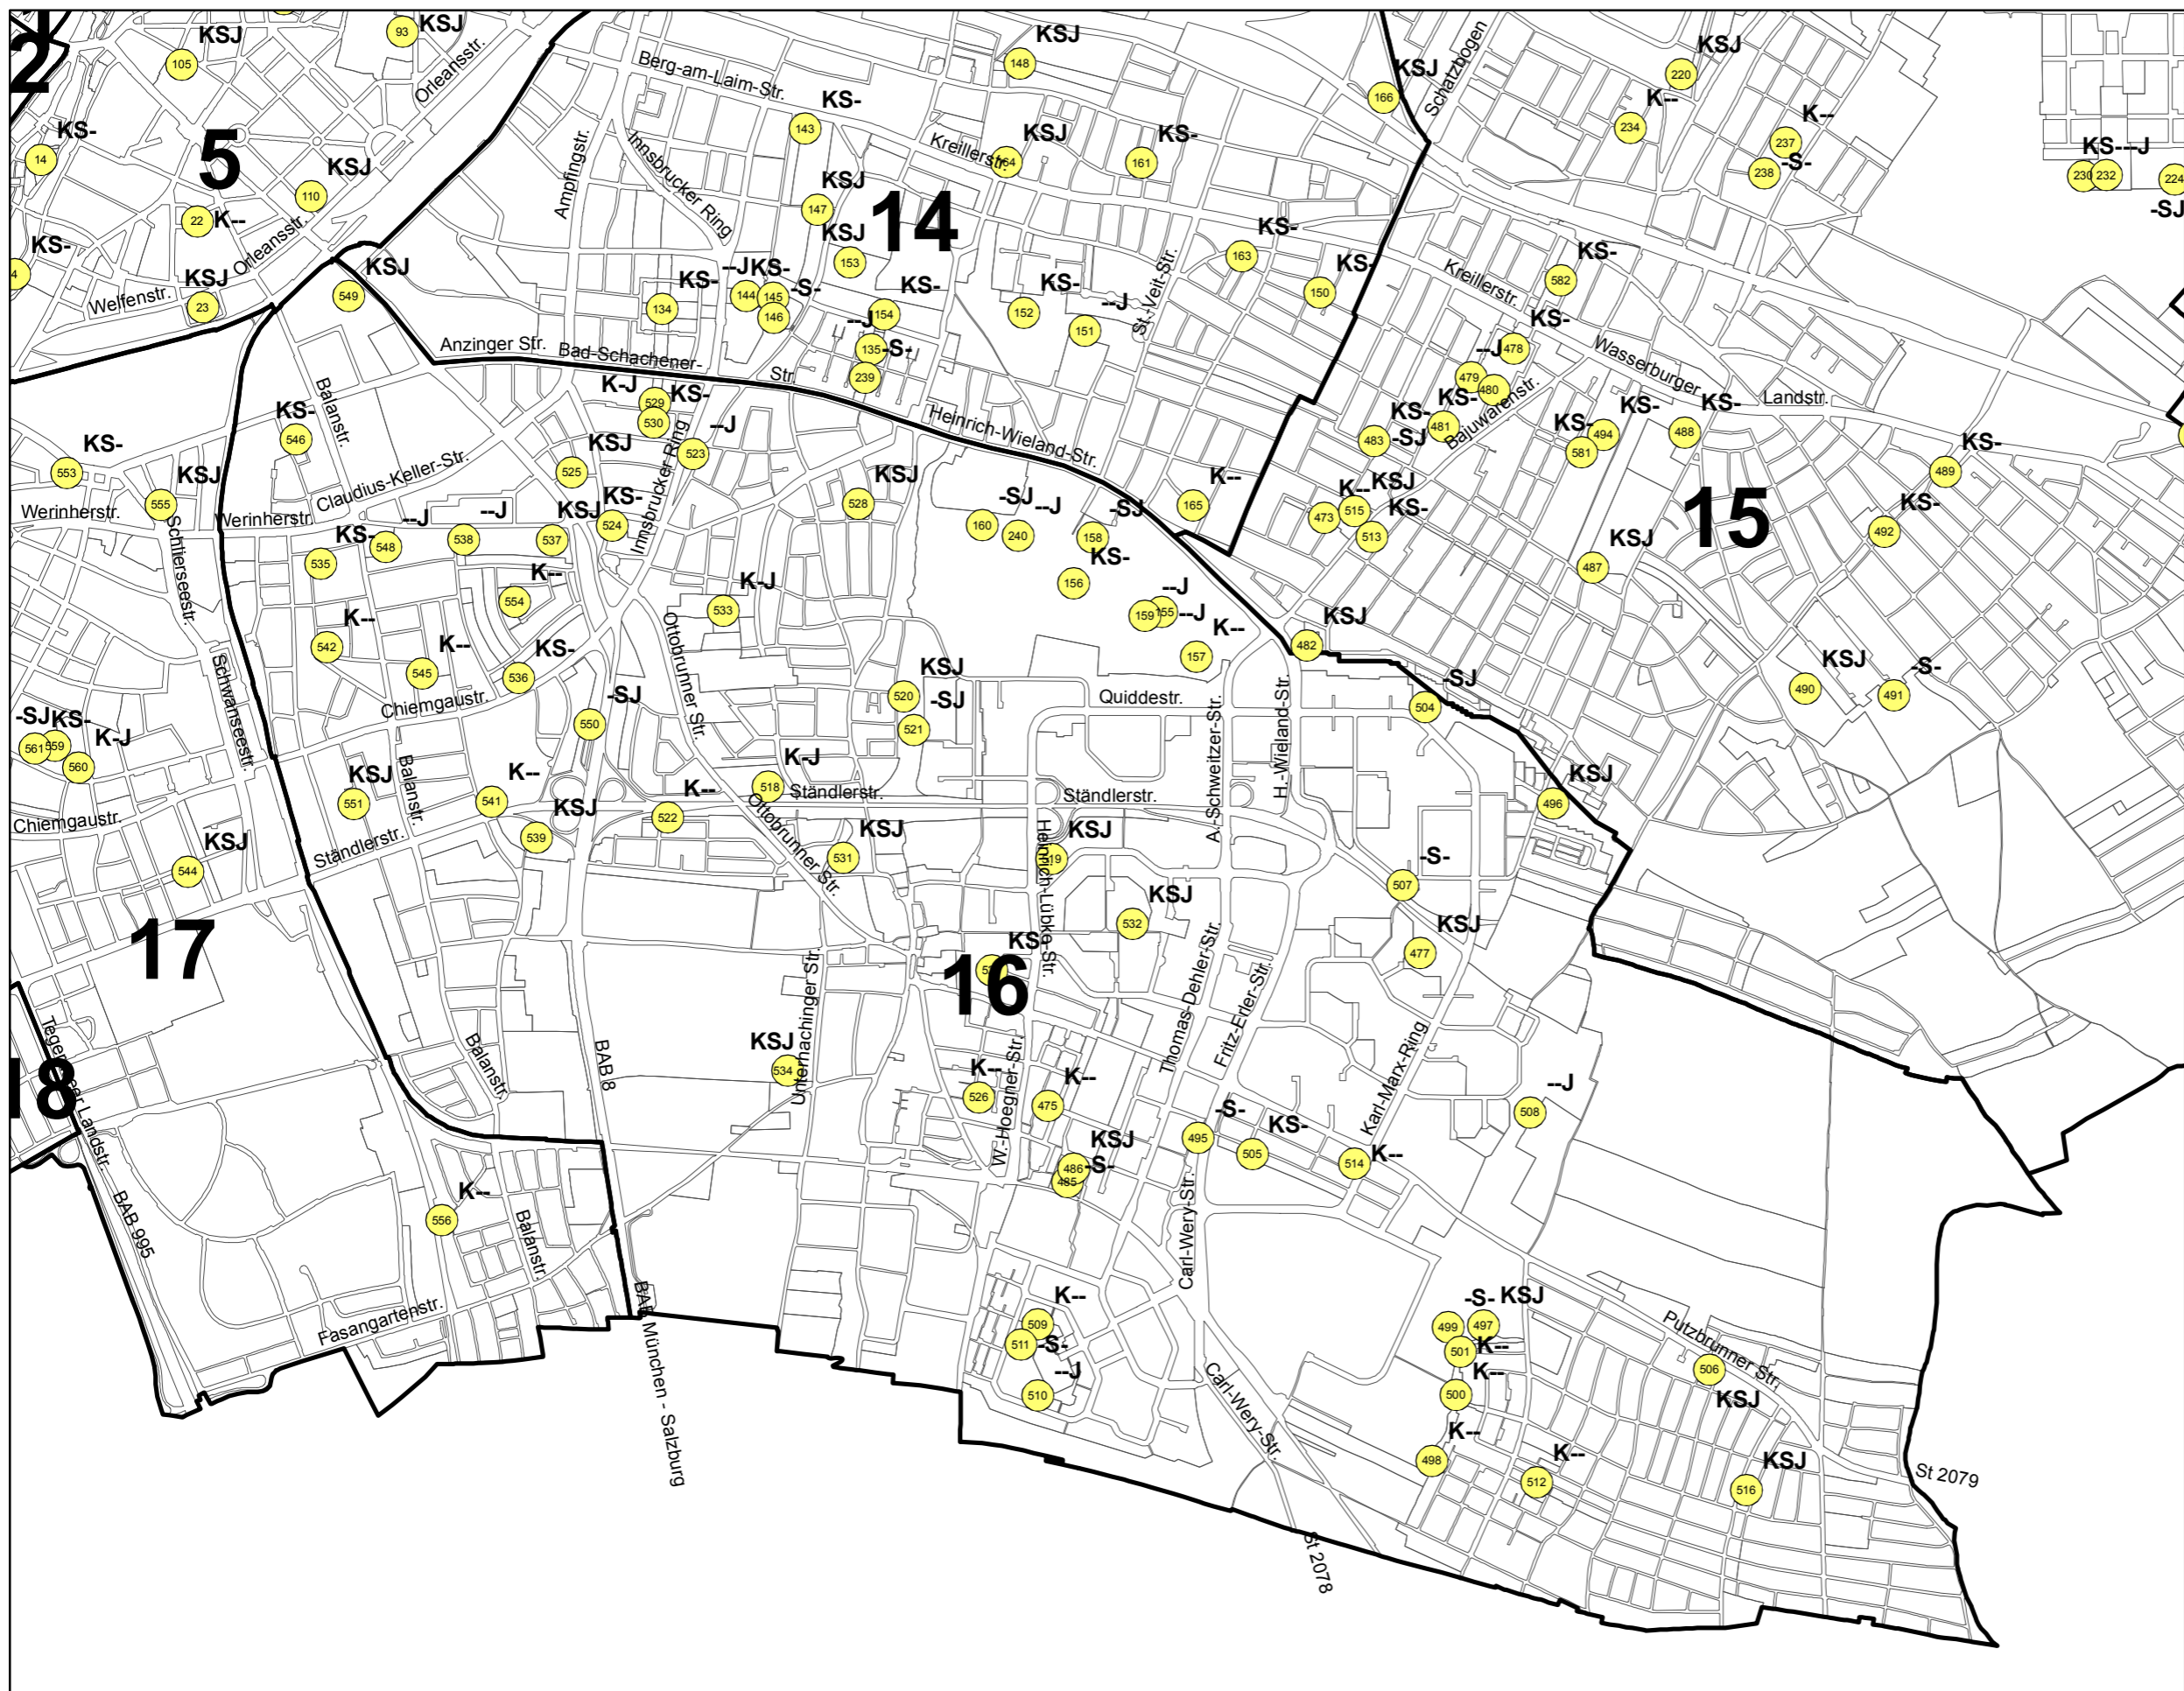 2
KSJ
93
KSJ
105
Orleansstr.
KS-
14
5
KSJ
110
22
K--
Orleansstr.
KS-
4
Welfenstr.
KSJ
23
KSJ
549
Berg-am-Laim-Str.
KSJ
148
KSJ
166
Schatzbogen
KSJ
220
K--
234
K--
237
238
-S-
KS-
--J
230
232
224
-SJ
Ampfingstr.
Innsbrucker Ring
KS-
143
Kreillerstr.
KSJ
164
KS-
161
KSJ
147
14
KSJ
153
KS-
134
--J
144
KS-
145
-S-
146
KS-
154
--J
135
-S-
239
KS-
152
--J
151
St.-Veit-Str.
KS-
163
KS-
150
Anzinger Str.
Bad-Schachener-
Str.
Heinrich-Wieland-Str.
Kreillerstr.
KS-
582
KS-
478
--J
479
480
KS-
481
KS-
483
-SJ
Bajuwarenstr.
Wasserburger
Landstr.
KS-
494
KS-
581
KS-
488
KS-
489
KS-
492
15
K-J
529
KS-
530
--J
523
Innsbrucker Ring
Balanstr.
KS-
546
Claudius-Keller-Str.
KSJ
525
KS-
553
KSJ
555
Werinherstr.
Werinherstr.
Schlierseestr.
KS-
535
--J
548
--J
538
KSJ
537
KS-
524
KSJ
528
-SJ
160
--J
240
-SJ
158
KS-
156
K--
165
K--
473
KSJ
515
KS-
513
KSJ
487
K--
554
K-J
533
--J
155
159
--J
K--
157
KSJ
482
K--
542
K--
545
KS-
536
Chiemgaustr.
Ottobrunner Str.
Schwanseestr.
-SJ
550
KSJ
520
-SJ
521
Quiddestr.
A.-Schweitzer-Str.
H.-Wieland-Str.
-SJ
504
KSJ
490
-S-
491
-SJ
561
KS-
559
K-J
560
Chiemgaustr.
KSJ
551
Balanstr.
K--
541
KSJ
539
K--
522
K-J
518
Ständlerstr.
Ständlerstr.
Ständlerstr.
Ottobrunner Str.
KSJ
531
KSJ
519
Heinrich-Lübke-Str.
KSJ
496
KSJ
544
-S-
507
KSJ
532
KSJ
477
17
KS-
16
Thomas-Dehler-Str.
Fritz-Erler-Str.
Karl-Marx-Ring
Unterhachinger Str.
KSJ
534
BAB 8
Balanstr.
Tegernseer Landstr.
18
K--
526
W.-Hoegner-Str.
K--
475
KSJ
486
-S-
485
-S-
495
KS-
505
K--
514
--J
508
BAB 995
K--
556
Balanstr.
Fasangartenstr.
BAB München - Salzburg
Carl-Wery-Str.
K--
509
511
-S-
--J
510
-S-
499
KSJ
497
501
K--
K--
500
K--
498
K--
512
Putzbrunner Str.
506
KSJ
KSJ
516
Carl-Wery-Str.
St 2078
St 2079